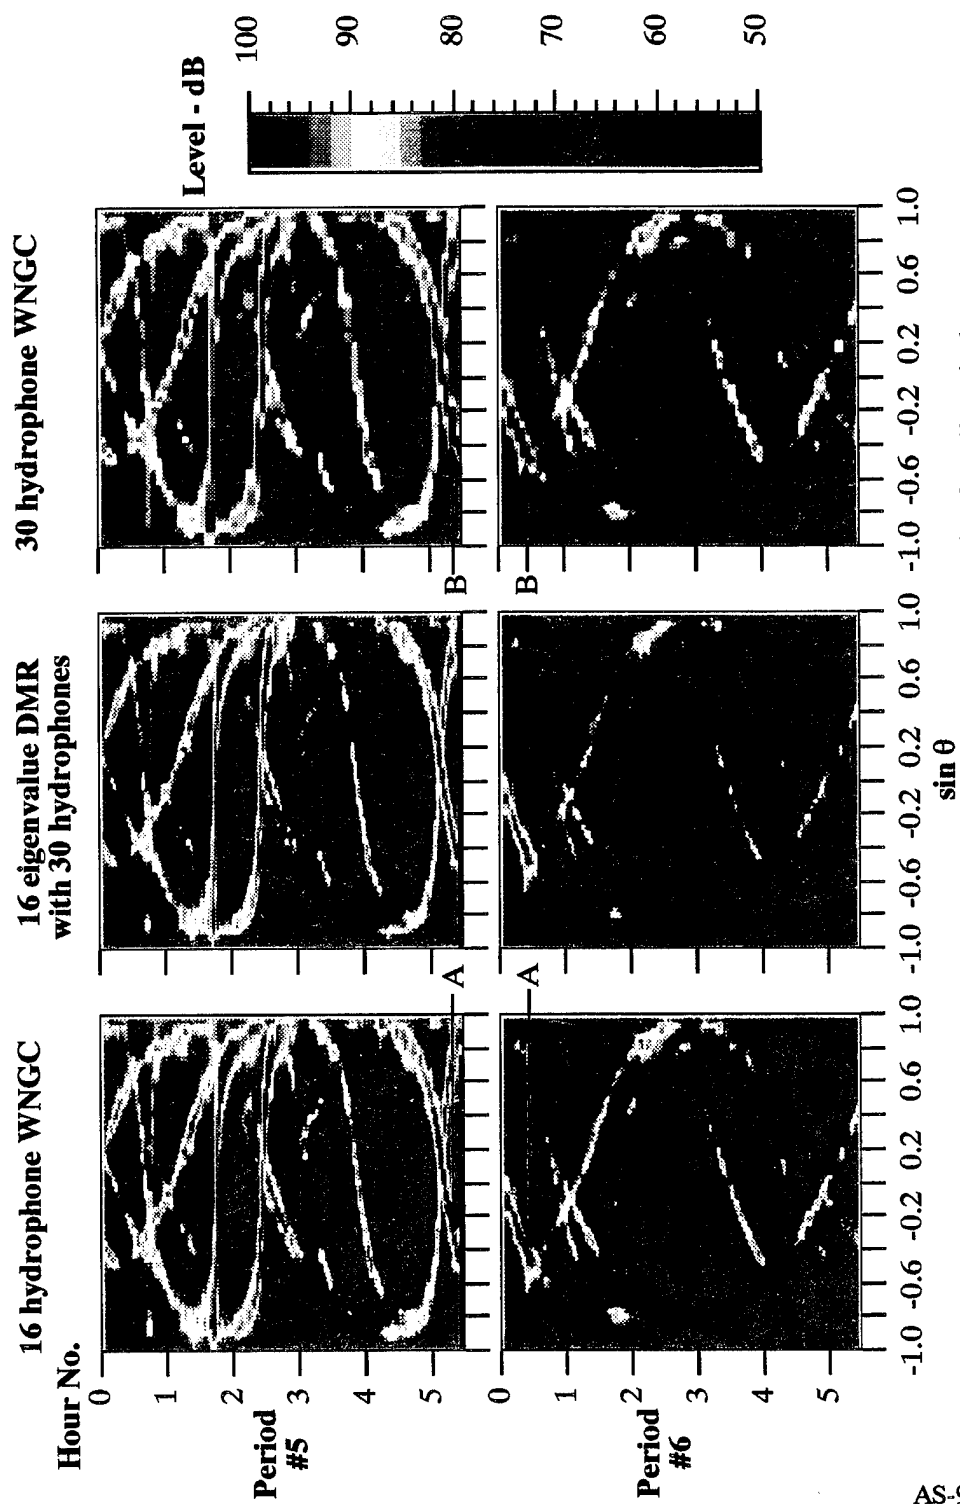 16 hydrophone WNGC
16 eigenvalue DMR
with 30 hydrophones
30 hydrophone WNGC
Level - dB
100
90
80
70
60
50
Hour No.
0
1
2
3
4
5
Period
#5
A
B
0
1
2
3
4
5
Period
#6
A
B
-1.0 -0.6 -0.2 0.2 0.6 1.0
-1.0 -0.6 -0.2 0.2 0.6 1.0
-1.0 -0.6 -0.2 0.2 0.6 1.0
sin θ